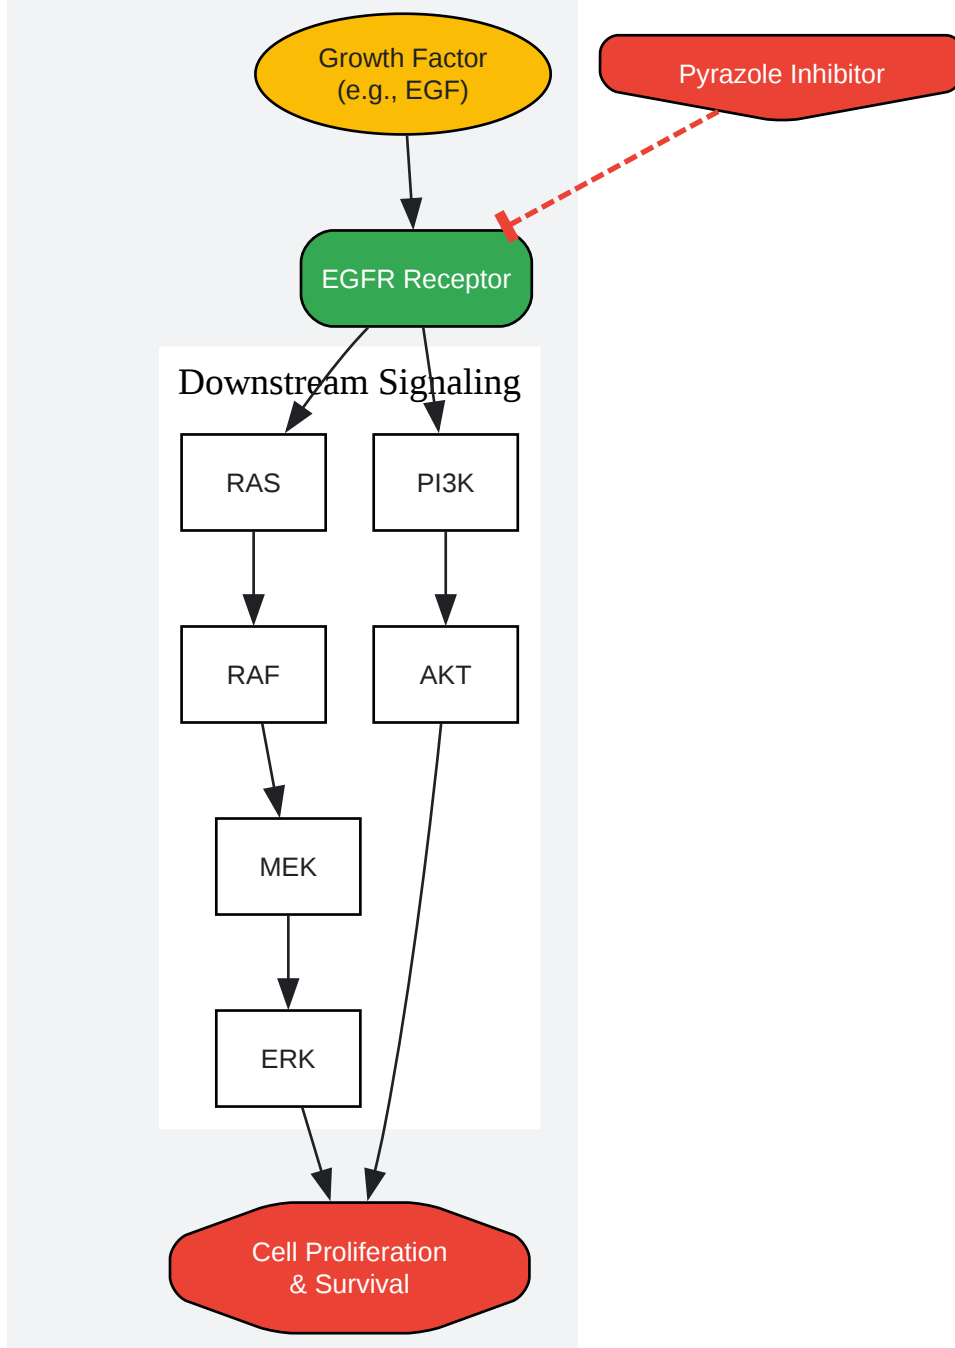 Growth Factor
(e.g., EGF)
Pyrazole Inhibitor
EGFR Receptor
Downstream Signaling
RAS
PI3K
RAF
AKT
MEK
ERK
Cell Proliferation
& Survival